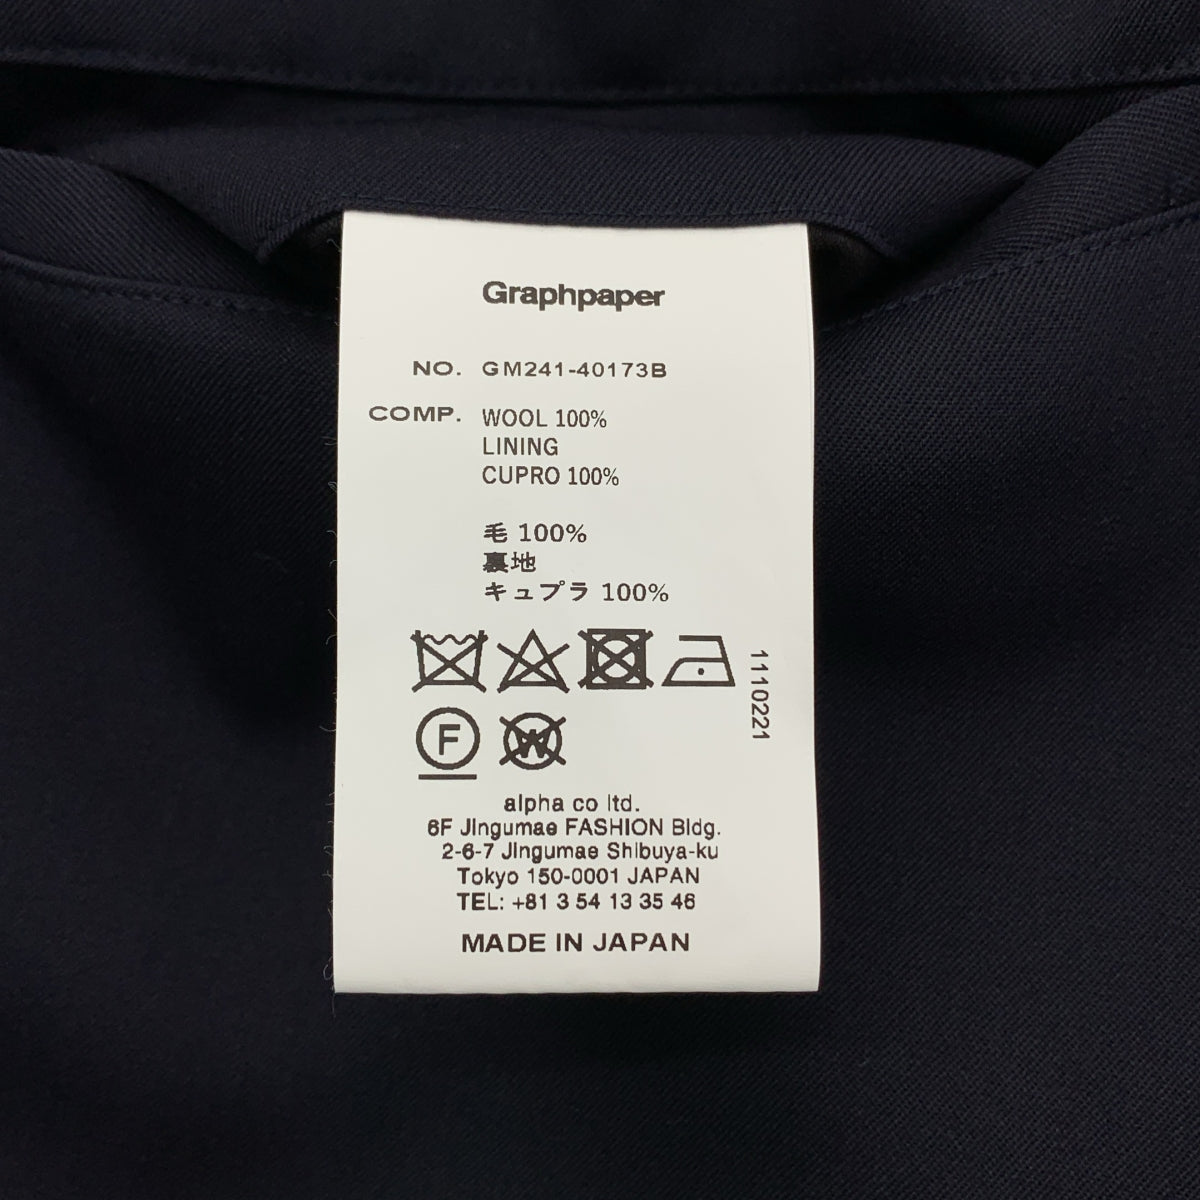 Graphpaper
NO. GM241-40173B
COMP. WOOL 100%
LINING
CUPRO 100%
毛 100%
裏地
キュプラ 100%
1110221
F
W
alpha co ltd.
6F Jingumae FASHION Bldg.
2-6-7 Jingumae Shibuya-ku
Tokyo 150-0001 JAPAN
TEL: +81 3 54 13 35 46
MADE IN JAPAN